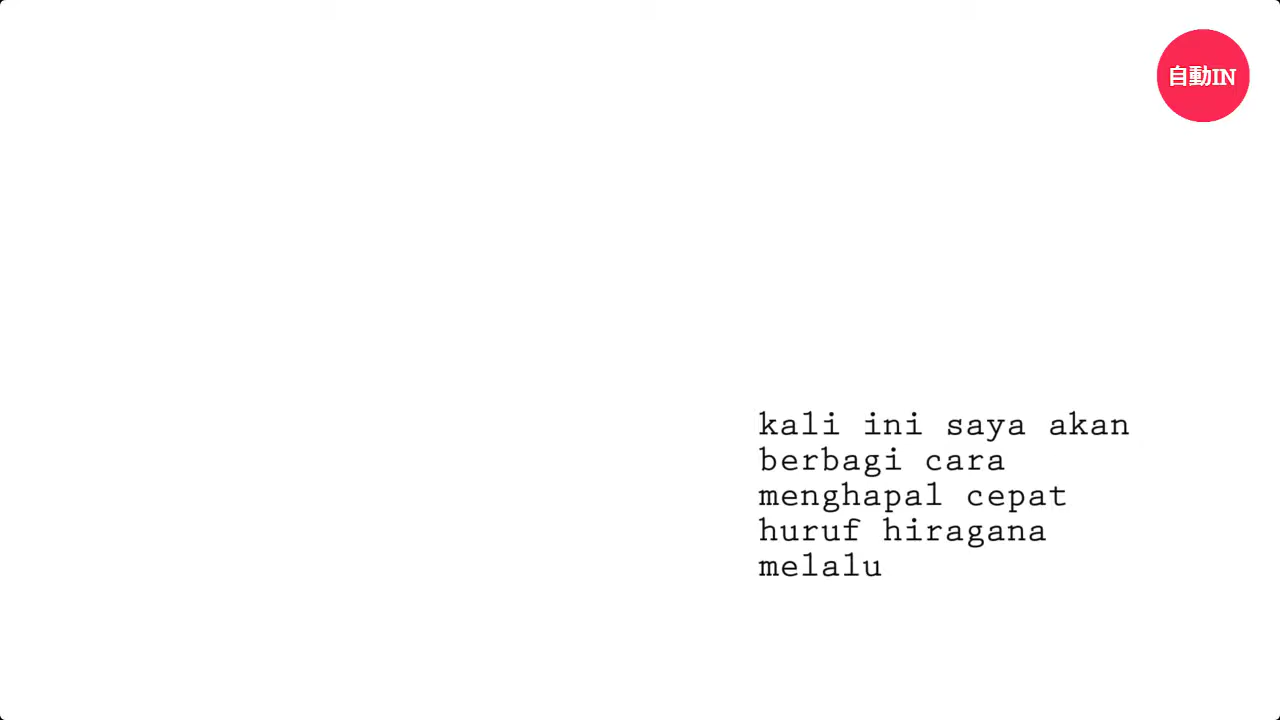 自動IN
kali ini saya akan
berbagi cara
menghapal cepat
huruf hiragana
melalu